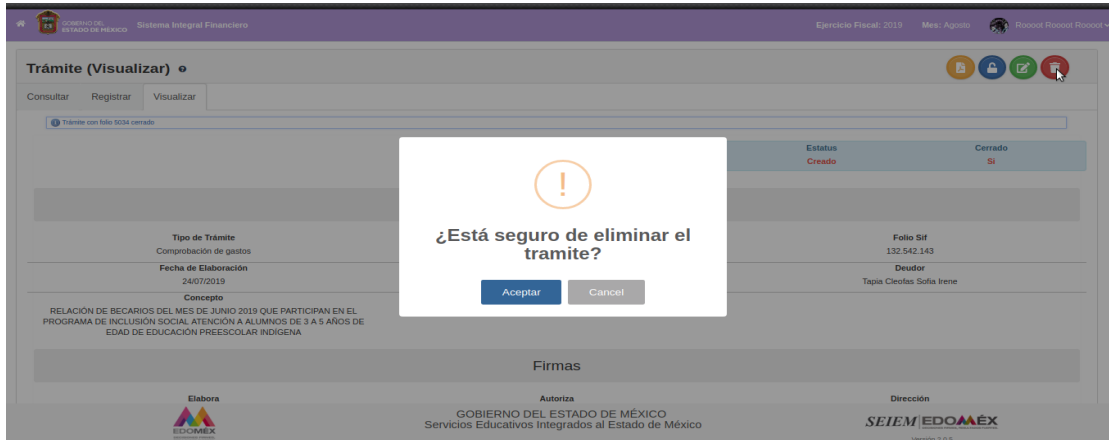 GOBIERNO DEL
ESTADO DE MÉXICO
Sistema Integral Financiero
Ejercicio Fiscal: 2019 Mes: Agosto Roooot Roooot Roooot
Trámite (Visualizar)
Consultar Registrar Visualizar
Trámite con folio 5034 cerrado
Estatus Cerrado
Creado Si
¿Está seguro de eliminar el
tramite?
Aceptar Cancel
Tipo de Trámite Folio Sif
Comprobación de gastos 132.542.143
Fecha de Elaboración Deudor
24/07/2019 Tapia Cleofas Sofia Irene
Concepto
RELACIÓN DE BECARIOS DEL MES DE JUNIO 2019 QUE PARTICIPAN EN EL
PROGRAMA DE INCLUSIÓN SOCIAL ATENCIÓN A ALUMNOS DE 3 A 5 AÑOS DE
EDAD DE EDUCACIÓN PREESCOLAR INDÍGENA
Firmas
Elabora Autoriza Dirección
EDOMÉX
GOBIERNO DEL ESTADO DE MÉXICO
Servicios Educativos Integrados al Estado de México
SEIEM EDOMÉX